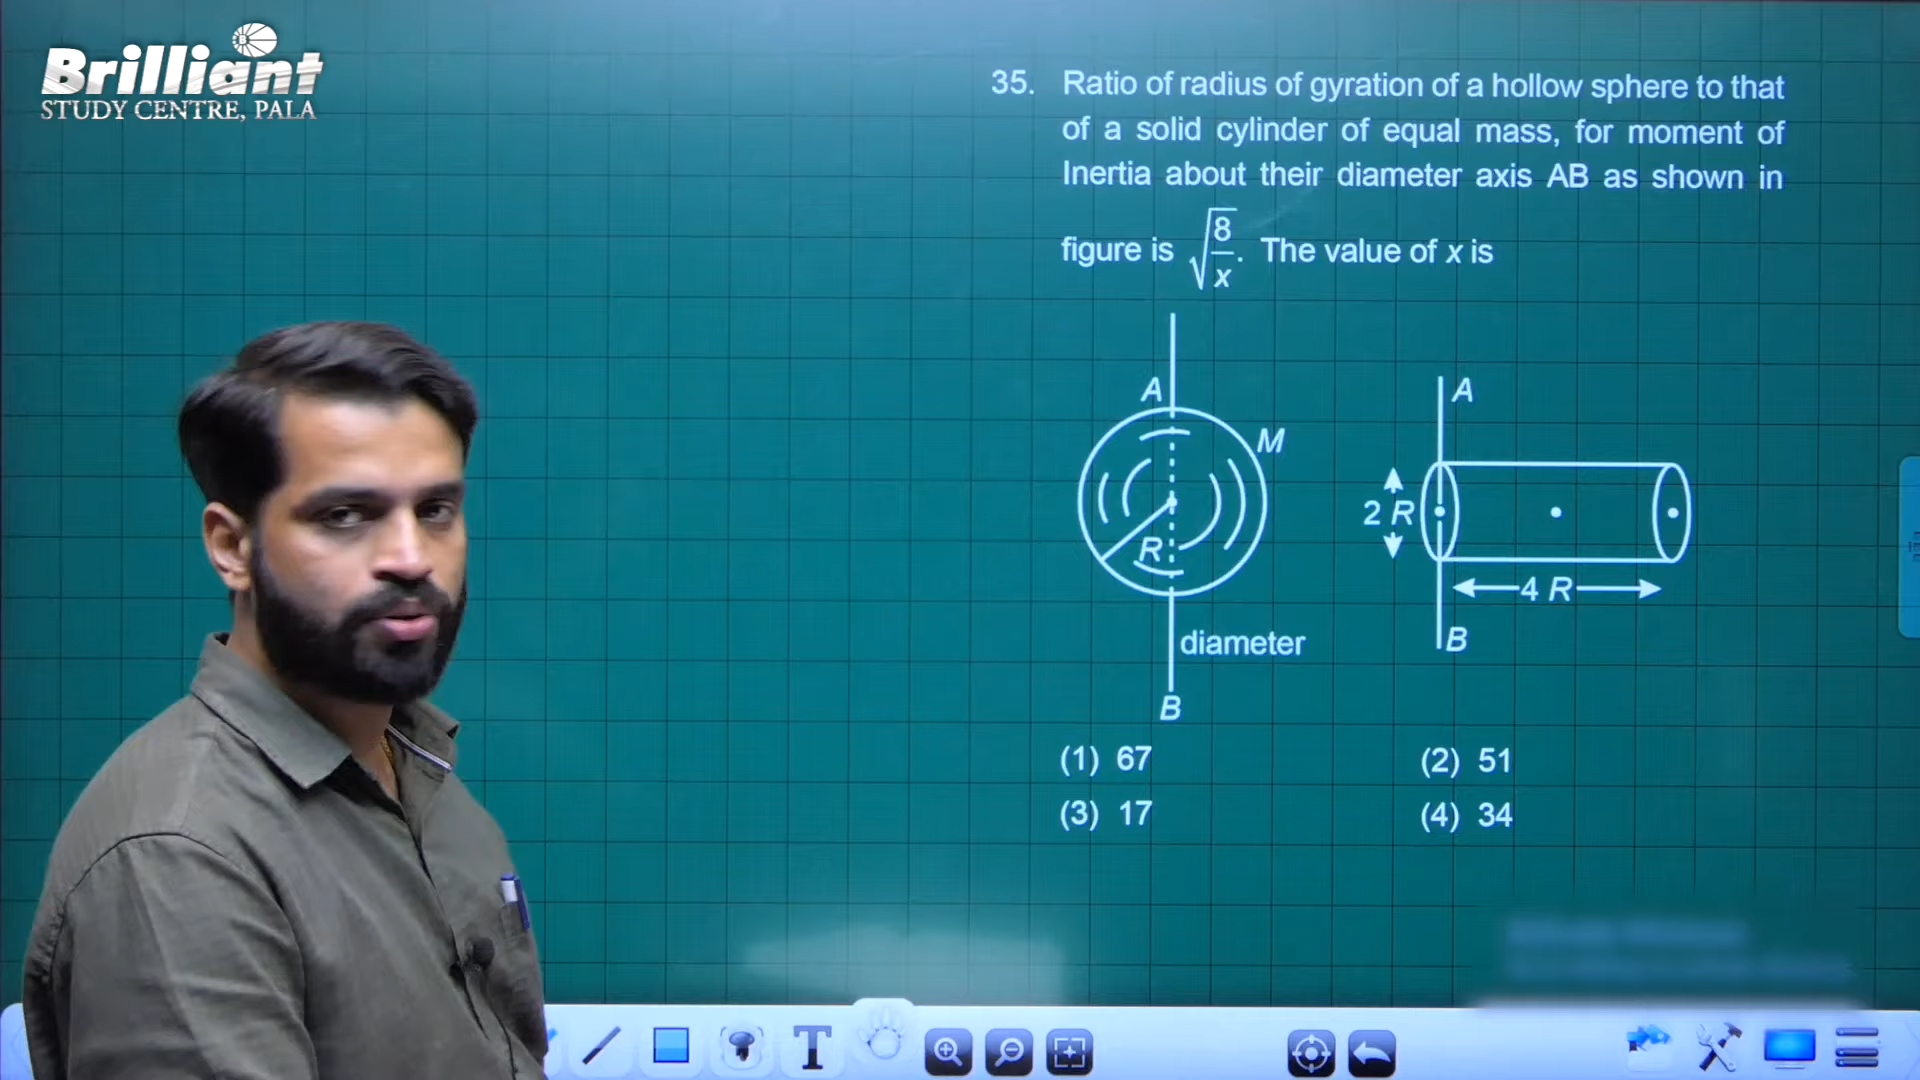 Brilliant
STUDY CENTRE, PALA
35. Ratio of radius of gyration of a hollow sphere to that
of a solid cylinder of equal mass, for moment of
Inertia about their diameter axis AB as shown in
figure is √(8/x). The value of x is
A
M
R
diameter
B
A
2 R
4 R
B
(1) 67
(2) 51
(3) 17
(4) 34
T